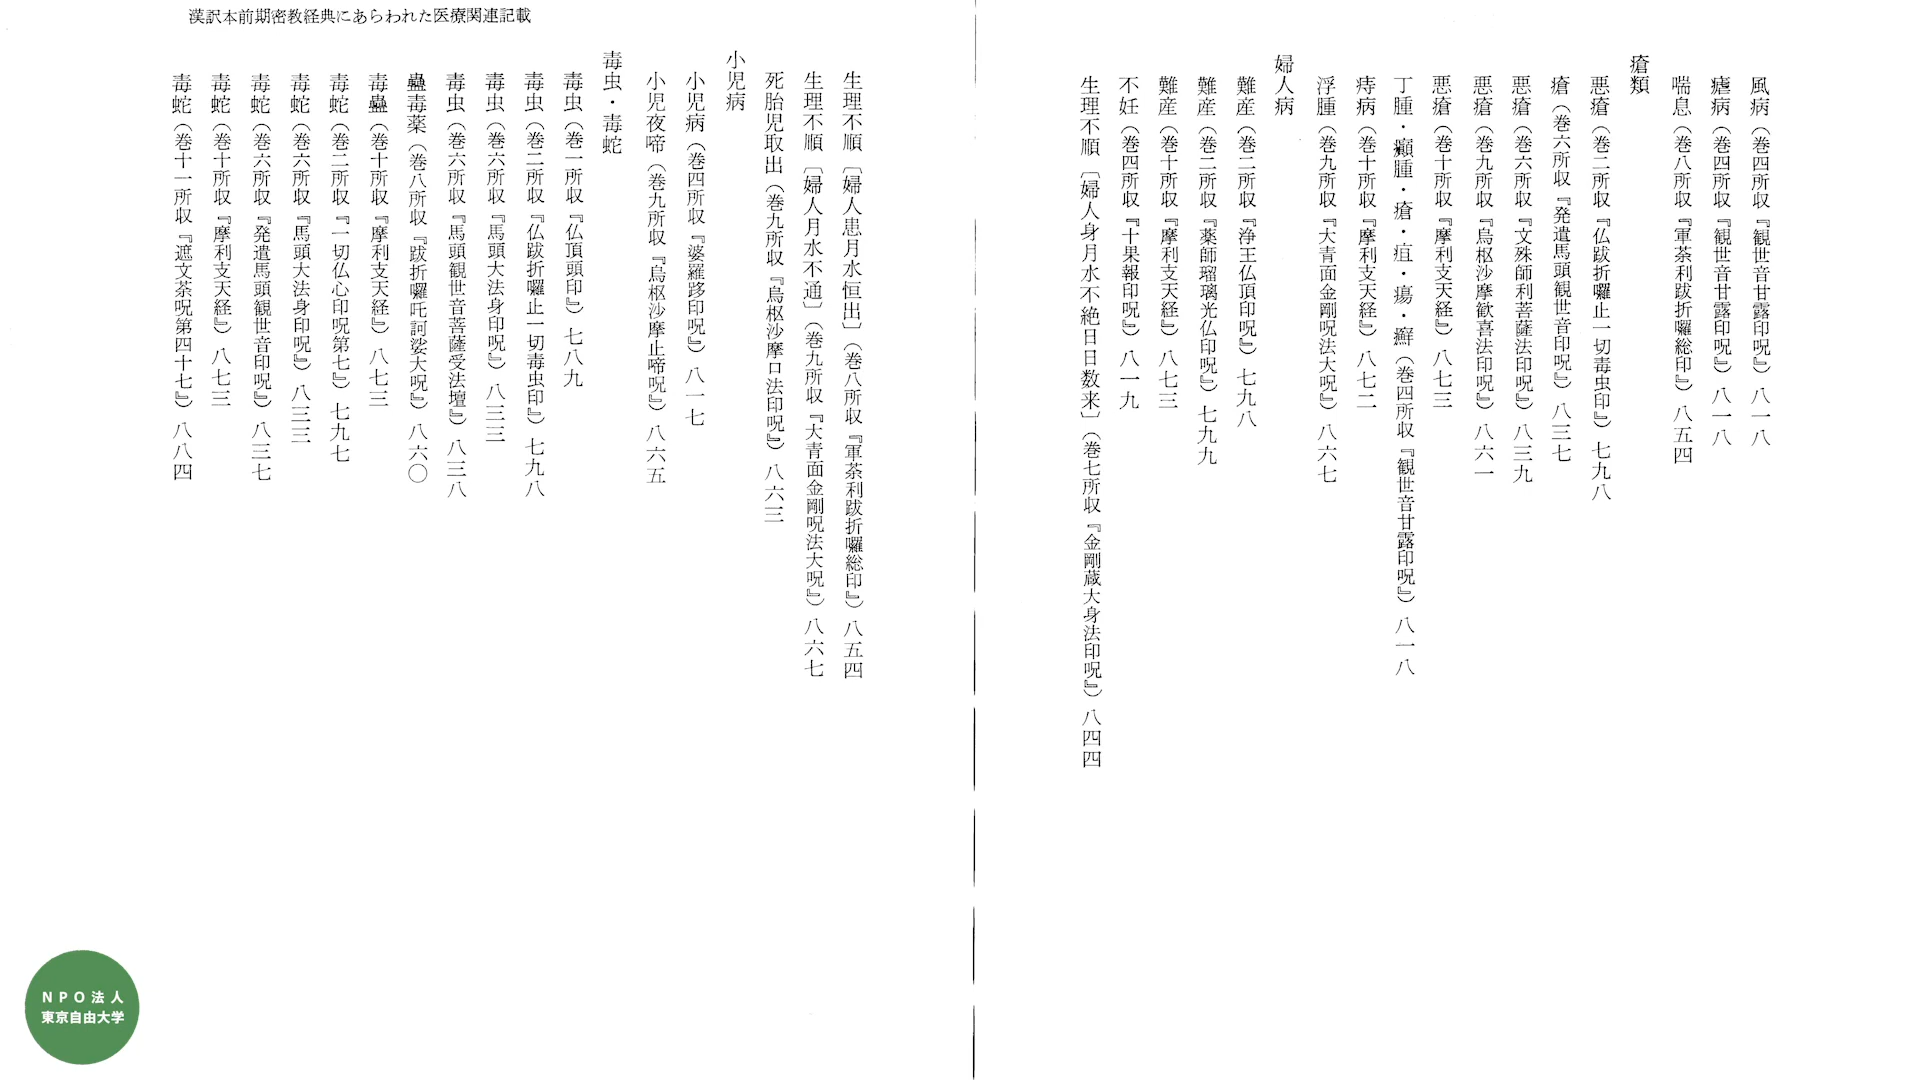 漢訳本前期密教経典にあらわれた医療関連記載
風病（巻四所収『観世音甘露印呪』）八一八
瘧病（巻四所収『観世音甘露印呪』）八一八
喘息（巻八所収『軍荼利跋折囉総印』）八五四
瘡類
悪瘡（巻二所収『仏跋折囉止一切毒虫印』）七九八
瘡（巻六所収『発遣馬頭観世音印呪』）八三七
悪瘡（巻六所収『文殊師利菩薩法印呪』）八三九
悪瘡（巻九所収『烏枢沙摩歓喜法印呪』）八六一
悪瘡（巻十所収『摩利支天経』）八七三
丁腫・癲腫・瘡・疽・瘍・癬（巻四所収『観世音甘露印呪』）八一八
痔病（巻十所収『摩利支天経』）八七二
浮腫（巻九所収『大青面金剛呪法大呪』）八六七
婦人病
難産（巻二所収『浄王仏頂印呪』）七九八
難産（巻二所収『薬師瑠璃光仏印呪』）七九九
難産（巻十所収『摩利支天経』）八七三
不妊（巻四所収『十果報印呪』）八一九
生理不順〔婦人身月水不絶日日数来〕（巻七所収『金剛蔵大身法印呪』）八四四
生理不順〔婦人患月水恒出〕（巻八所収『軍荼利跋折囉総印』）八五四
生理不順〔婦人月水不通〕（巻九所収『大青面金剛呪法大呪』）八六七
死胎児取出（巻九所収『烏枢沙摩口法印呪』）八六三
小児病
小児病（巻四所収『婆羅跢印呪』）八一七
小児夜啼（巻九所収『烏枢沙摩止啼呪』）八六五
毒虫・毒蛇
毒虫（巻一所収『仏頂頭印』）七八九
毒虫（巻二所収『仏跋折囉止一切毒虫印』）七九八
毒虫（巻六所収『馬頭大法身印呪』）八三三
毒虫（巻六所収『馬頭観世音菩薩受法壇』）八三八
蠱毒薬（巻八所収『跋折囉吒訶娑大呪』）八六〇
毒蠱（巻十所収『摩利支天経』）八七三
毒蛇（巻二所収『一切仏心印呪第七』）七九七
毒蛇（巻六所収『馬頭大法身印呪』）八三三
毒蛇（巻六所収『発遣馬頭観世音印呪』）八三七
毒蛇（巻十所収『摩利支天経』）八七三
毒蛇（巻十一所収『遮文荼呪第四十七』）八八四
NPO法人
東京自由大学